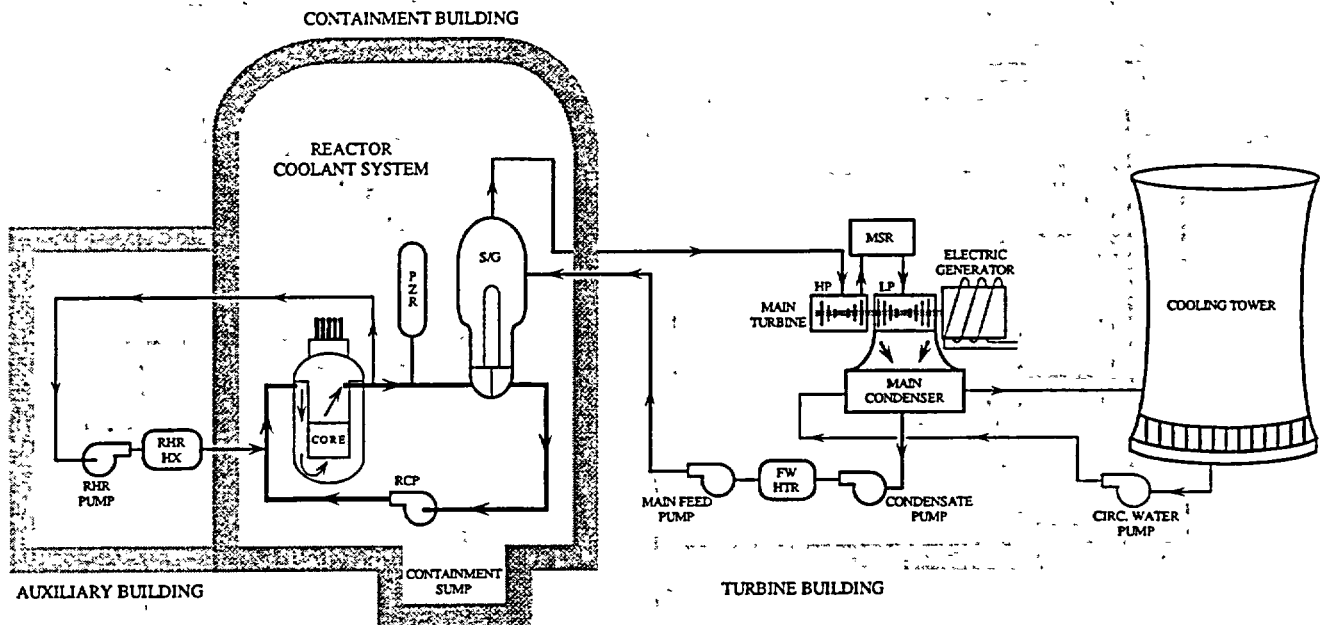 CONTAINMENT BUILDING
REACTOR
COOLANT SYSTEM
P
Z
R
S/G
MSR
ELECTRIC
GENERATOR
HP
LP
MAIN
TURBINE
COOLING TOWER
MAIN
CONDENSER
CORE
RHR
HX
RHR
PUMP
RCP
MAIN FEED
PUMP
FW
HTR
CONDENSATE
PUMP
CIRC. WATER
PUMP
CONTAINMENT
SUMP
AUXILIARY BUILDING
TURBINE BUILDING